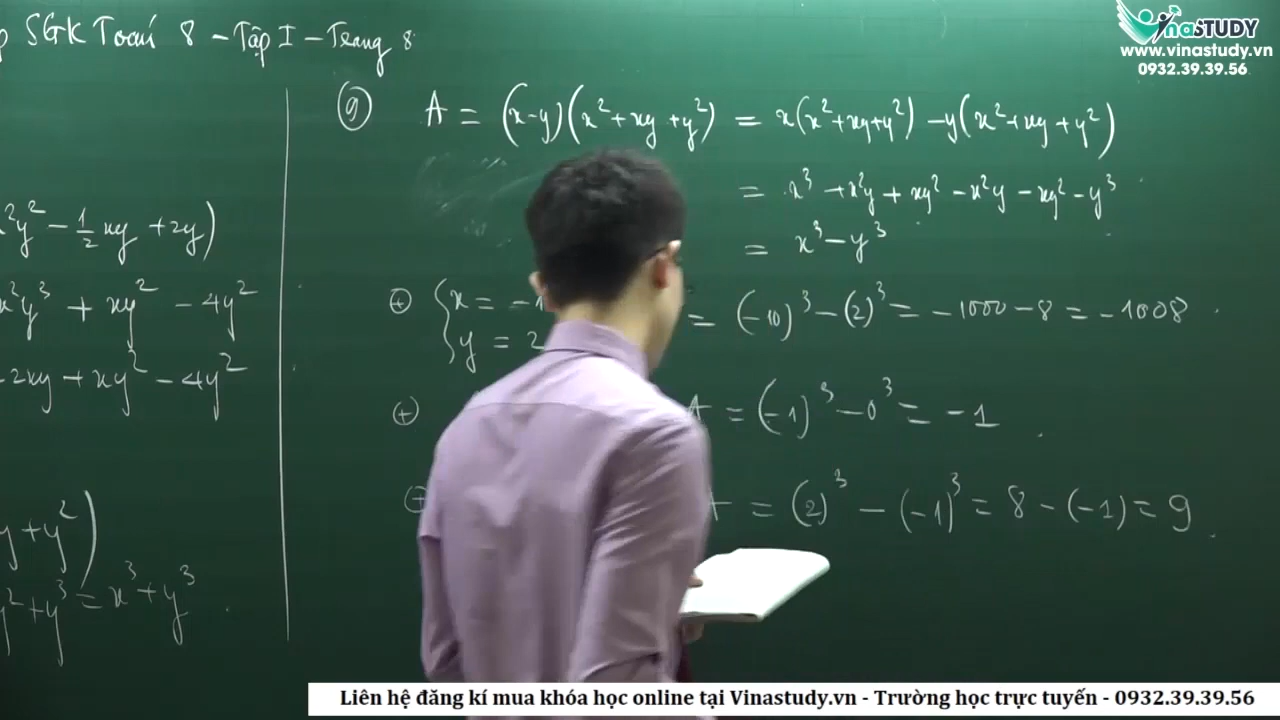 SGK Toán 8 - Tập I - Trang 8
x²y² - 1/2 xy + 2y)
x²y³ + xy² - 4y²
2xy + xy² - 4y²
y + y²)
y² + y³ = x³ + y³
9 A = (x-y)(x²+xy+y²) = x(x²+xy+y²) - y(x²+xy+y²)
= x³ + x²y + xy² - x²y - xy² - y³
= x³ - y³
+ { x = -1
y = 2
= (-10)³ - (2)³ = -1000 - 8 = -1008
+ A = (-1)³ - 0³ = -1
+ A = (2)³ - (-1)³ = 8 - (-1) = 9
VinaSTUDY
www.vinastudy.vn
0932.39.39.56
Liên hệ đăng kí mua khóa học online tại Vinastudy.vn - Trường học trực tuyến - 0932.39.39.56